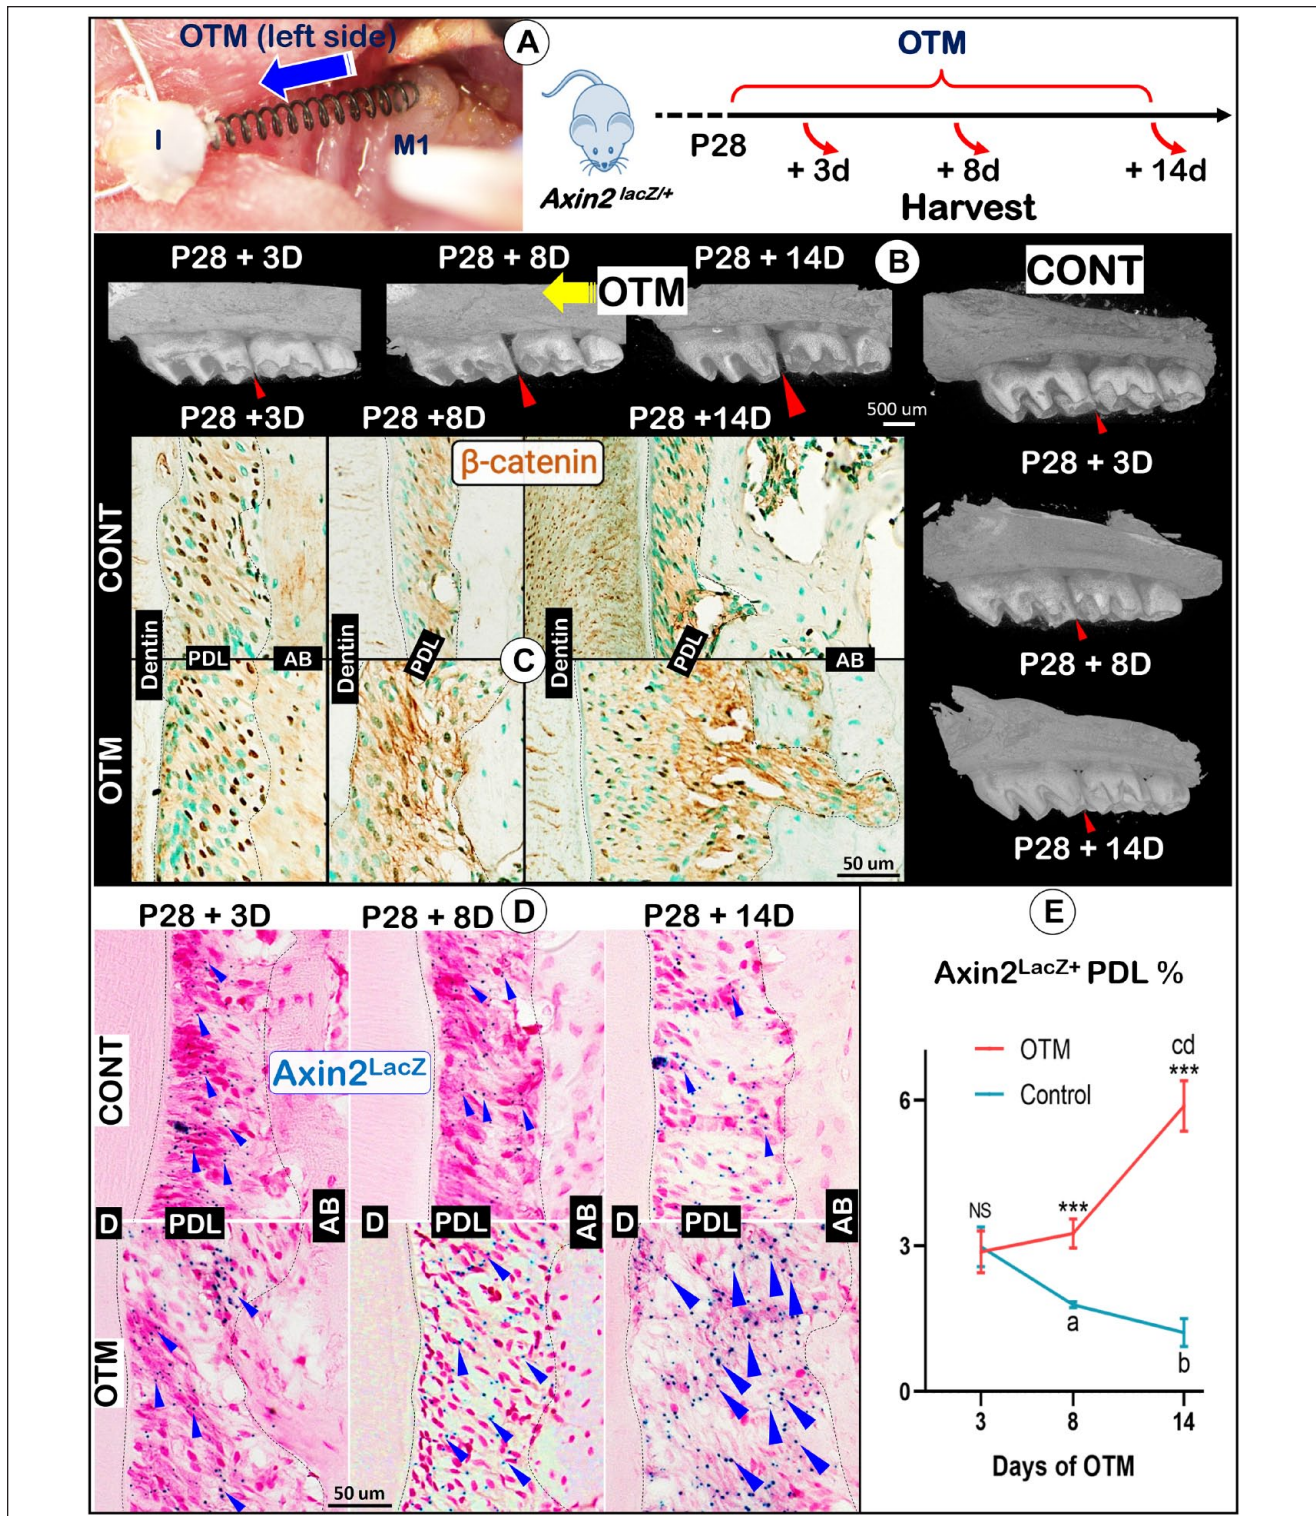 OTM (left side)
A
I
M1
OTM
P28
+ 3d
+ 8d
+ 14d
Harvest
Axin2 lacZ/+
P28 + 3D
P28 + 8D
P28 + 14D
B
OTM
500 um
CONT
P28 + 3D
P28 + 8D
P28 + 14D
P28 +3D
P28 +8D
P28 +14D
β-catenin
CONT
OTM
Dentin
PDL
AB
Dentin
PDL
C
Dentin
PDL
AB
50 um
P28 + 3D
P28 + 8D
D
P28 + 14D
CONT
Axin2LacZ
OTM
D
PDL
AB
D
PDL
AB
D
PDL
AB
50 um
E
Axin2LacZ+ PDL %
OTM
Control
cd
***
6
NS
***
3
a
b
0
3
8
14
Days of OTM